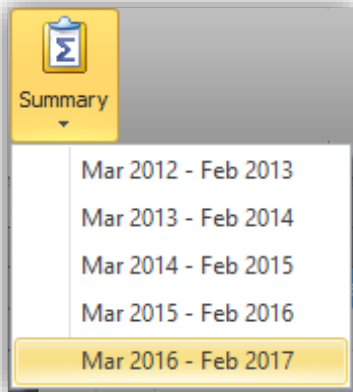 Summary
Mar 2012 - Feb 2013
Mar 2013 - Feb 2014
Mar 2014 - Feb 2015
Mar 2015 - Feb 2016
Mar 2016 - Feb 2017